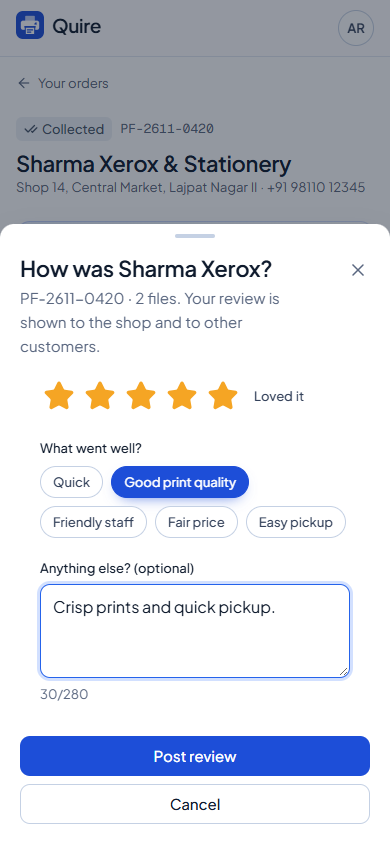 Quire
AR
Your orders
Collected PF-2611-0420
Sharma Xerox & Stationery
Shop 14, Central Market, Lajpat Nagar II · +91 98110 12345
How was Sharma Xerox?
PF-2611-0420 · 2 files. Your review is
shown to the shop and to other
customers.
Loved it
What went well?
Quick Good print quality
Friendly staff Fair price Easy pickup
Anything else? (optional)
Crisp prints and quick pickup.
30/280
Post review
Cancel